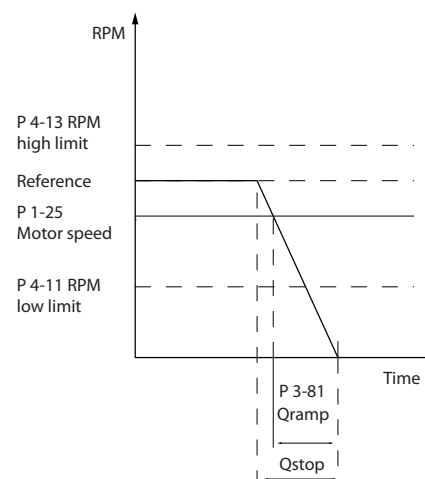 RPM
P 4-13 RPM
high limit
Reference
P 1-25
Motor speed
P 4-11 RPM
low limit
Time
P 3-81
Qramp
Qstop